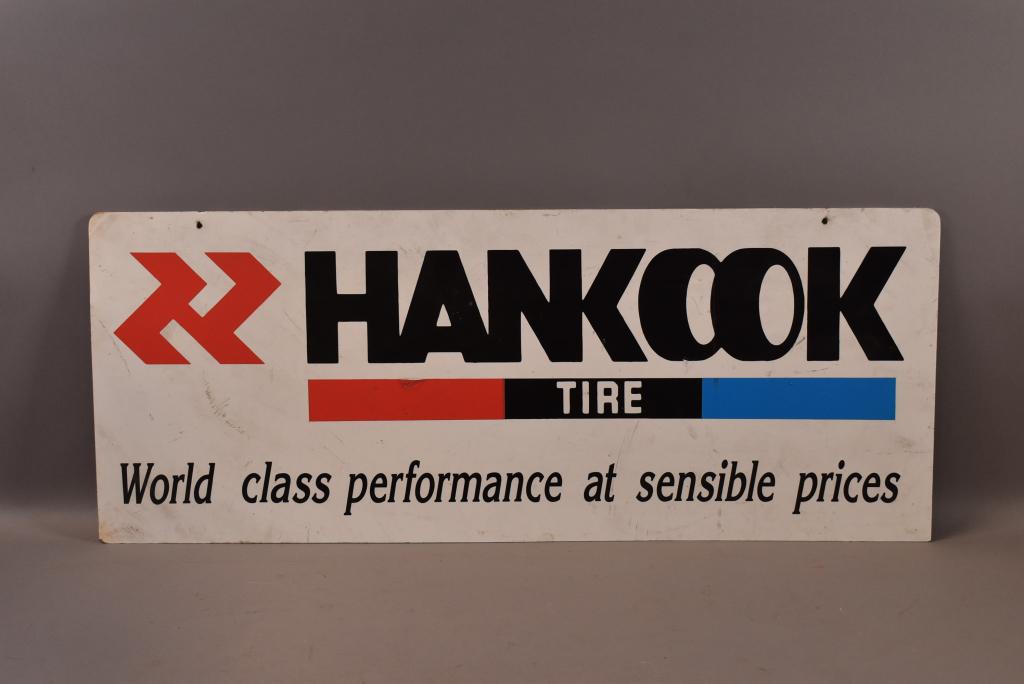 HANKOOK
TIRE
World class performance at sensible prices